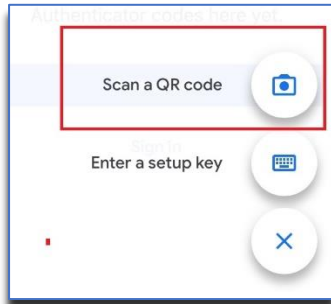 Authenticator codes here yet.
Scan a QR code
Sign in
Enter a setup key